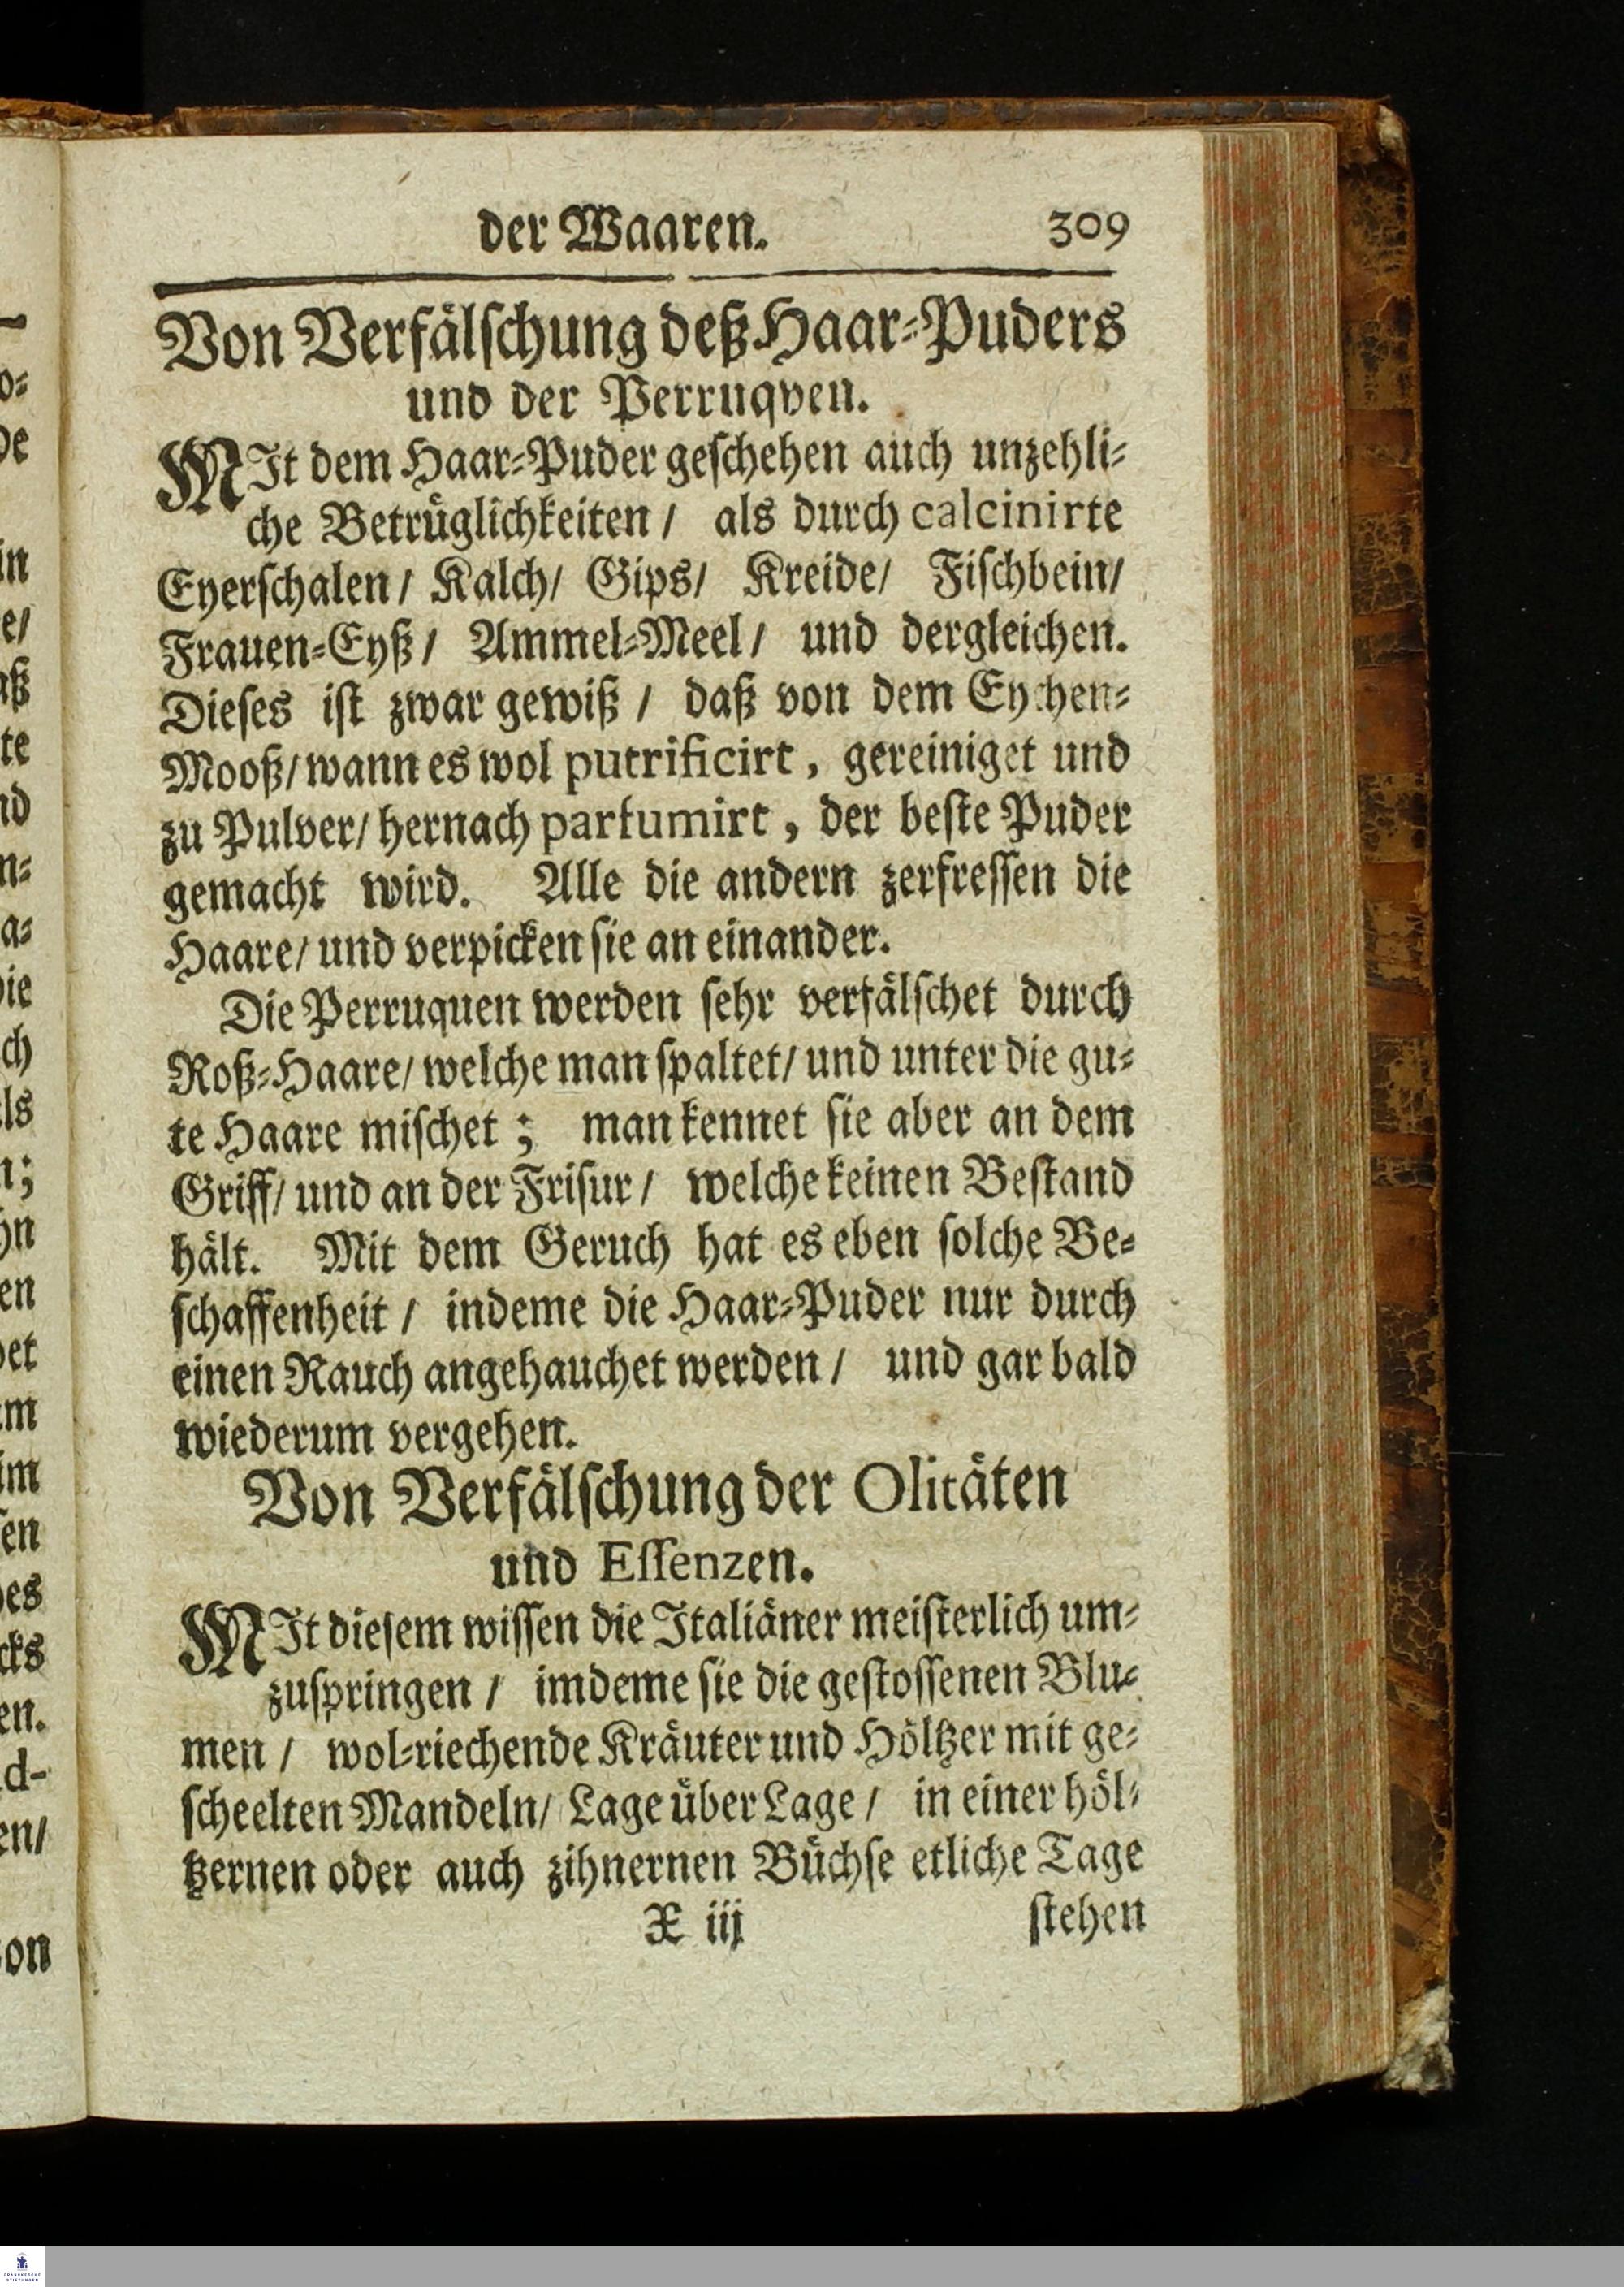 der Waaren. 309
Von Verfälschung deß Haar-Puders
und der Perruqven.
MIt dem Haar-Puder geschehen auch unzehli-
che Betrüglichkeiten / als durch calcinirte
Eyerschalen / Kalch / Gips / Kreide / Fischbein /
Frauen-Eyß / Ammel-Meel / und dergleichen.
Dieses ist zwar gewiß / daß von dem Eychen-
Mooß / wann es wol putrificirt, gereiniget und
zu Pulver / hernach parfumirt, der beste Puder
gemacht wird. Alle die andern zerfressen die
Haare / und verpicken sie an einander.
Die Perruquen werden sehr verfälschet durch
Roß-Haare / welche man spaltet / und unter die gu-
te Haare mischet ; man kennet sie aber an dem
Griff / und an der Frisur / welche keinen Bestand
hält. Mit dem Geruch hat es eben solche Be-
schaffenheit / indeme die Haar-Puder nur durch
einen Rauch angehauchet werden / und gar bald
wiederum vergehen.
Von Verfälschung der Olitäten
und Essenzen.
MIt diesem wissen die Italiäner meisterlich um-
zuspringen / imdeme sie die gestossenen Blu-
men / wol-riechende Kräuter und Höltzer mit ge-
scheelten Mandeln / Lage über Lage / in einer höl-
tzernen oder auch zihnernen Büchse etliche Tage
X iij stehen
FRANCKESCHE
STIFTUNGEN